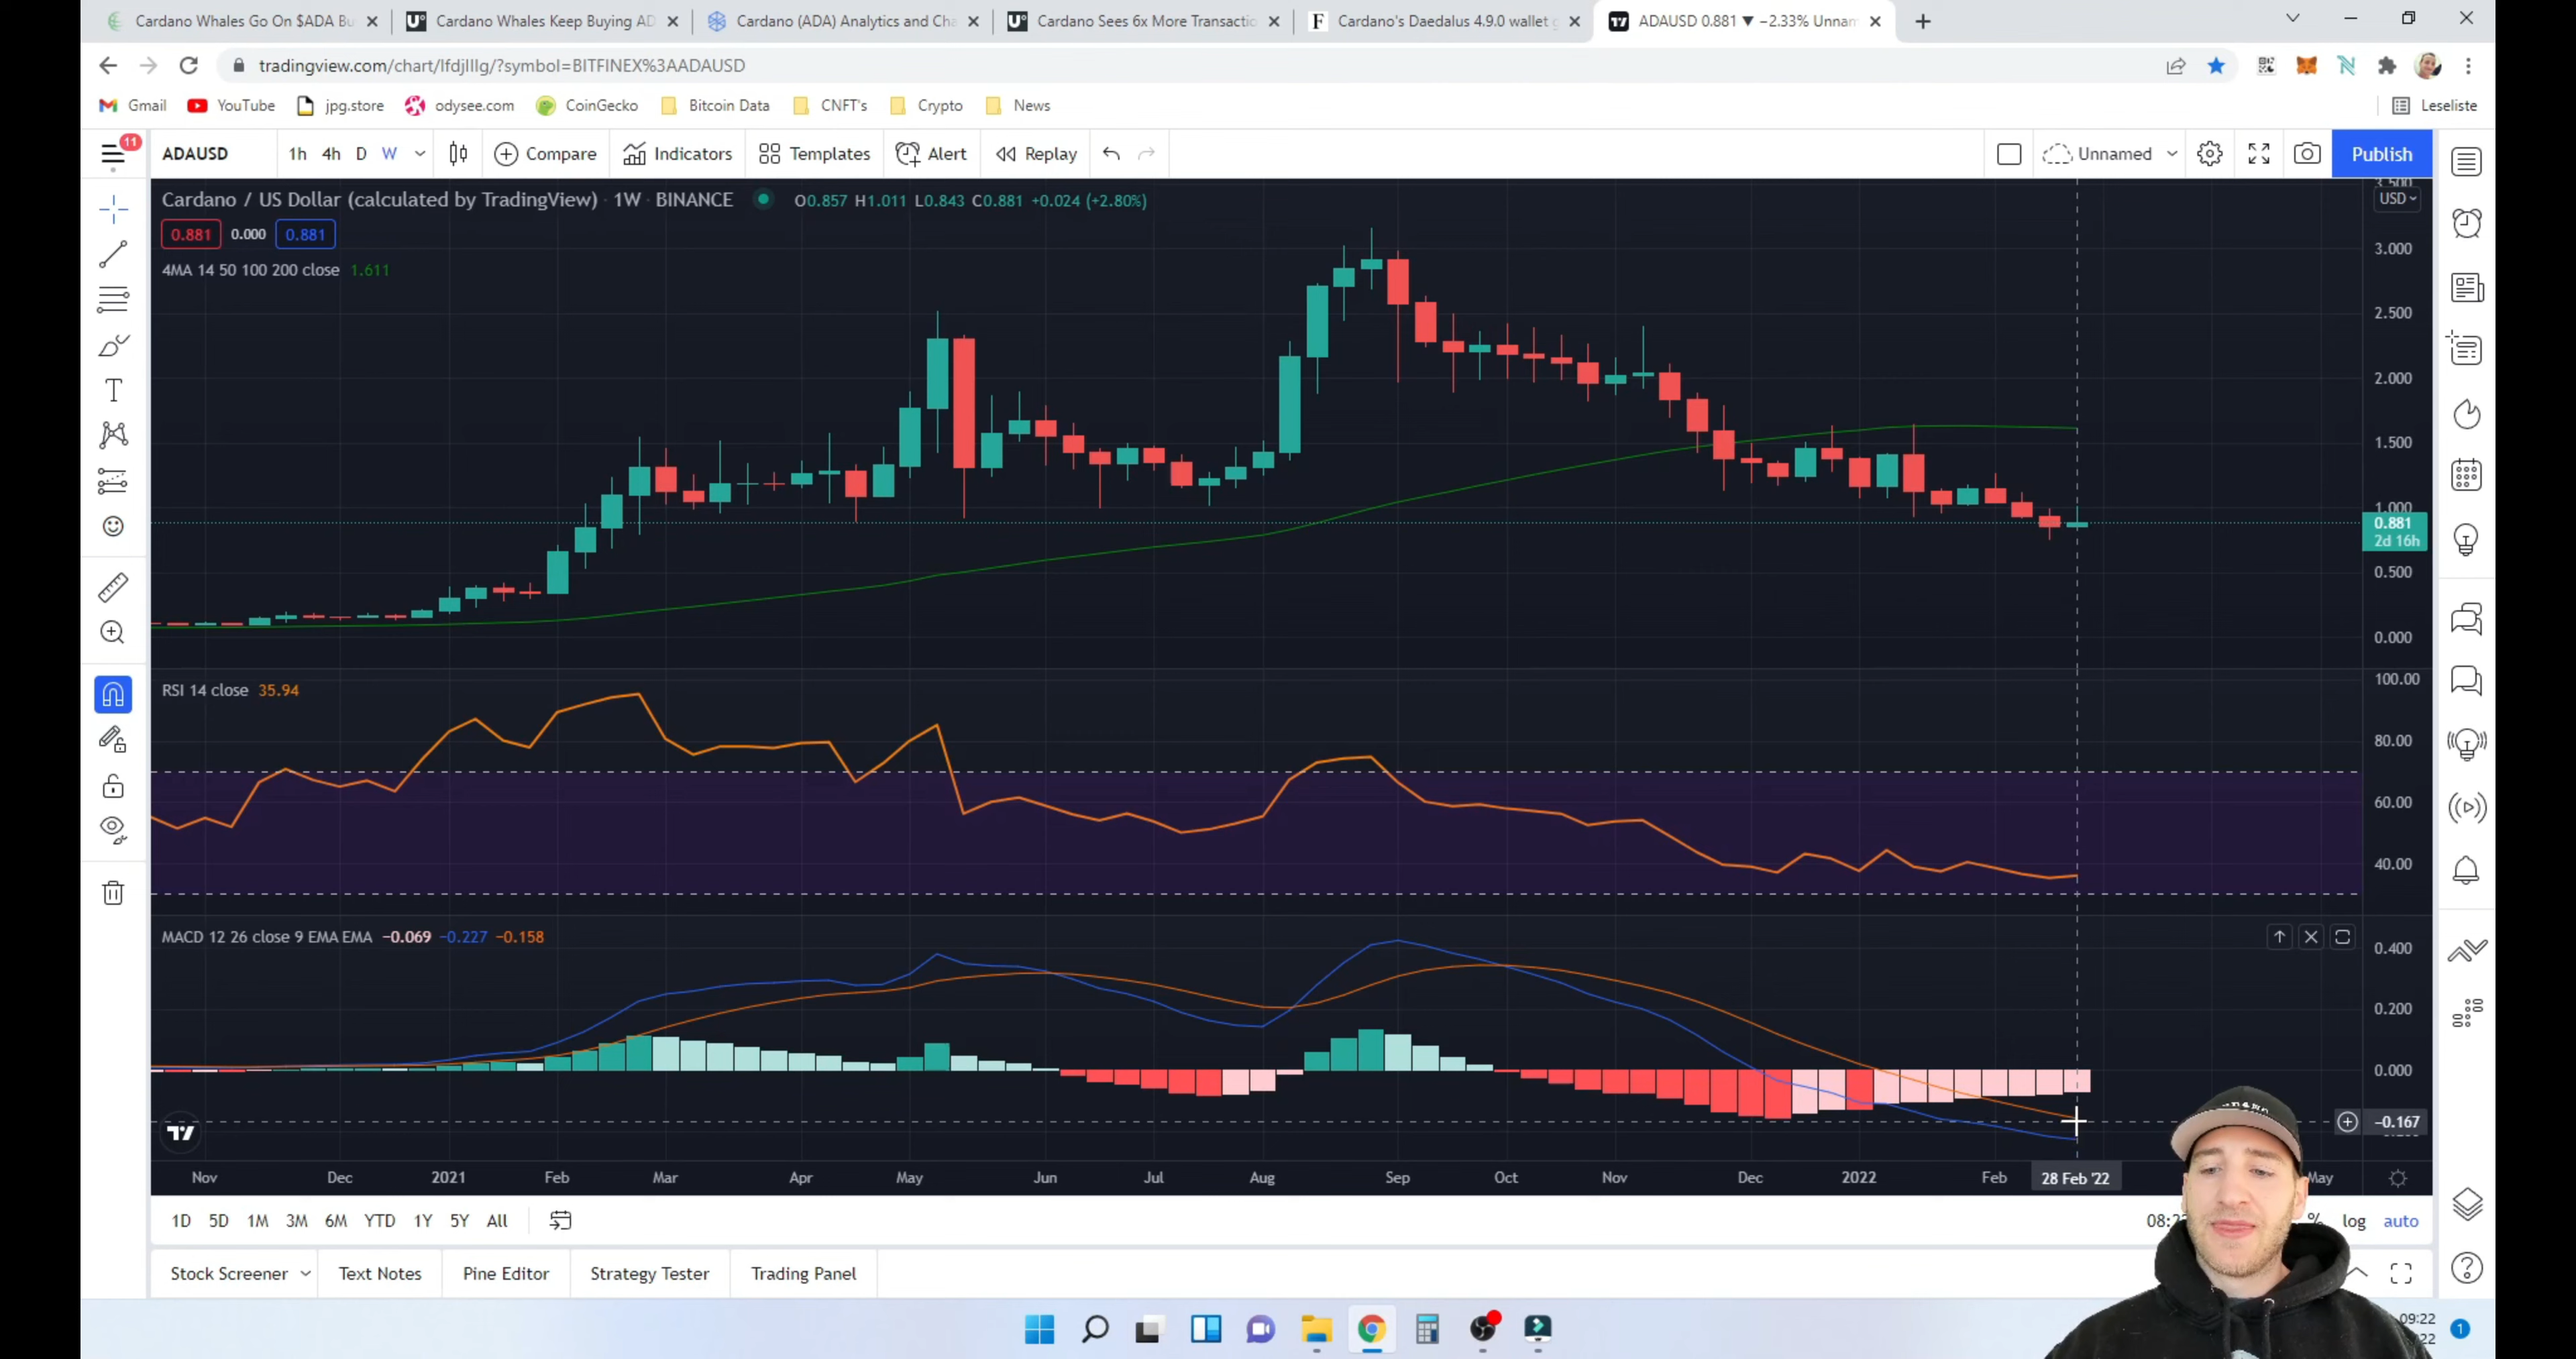 Cardano Whales Go On $ADA Bu
Cardano Whales Keep Buying AD
Cardano (ADA) Analytics and Cha
Cardano Sees 6x More Transactio
F Cardano's Daedalus 4.9.0 wallet g
ADAUSD 0.881 ▼ −2.33% Unnam
tradingview.com/chart/lfdjlllg/?symbol=BITFINEX%3AADAUSD
Gmail YouTube jpg.store odysee.com CoinGecko Bitcoin Data CNFT's Crypto News Leseliste
11
ADAUSD 1h 4h D W Compare Indicators Templates Alert Replay Unnamed Publish
Cardano / US Dollar (calculated by TradingView) · 1W · BINANCE O0.857 H1.011 L0.843 C0.881 +0.024 (+2.80%)
USD
0.881 0.000 0.881
4MA 14 50 100 200 close 1.611
3.500
3.000
2.500
2.000
1.500
1.000
0.881
2d 16h
0.500
0.000
RSI 14 close 35.94
100.00
80.00
60.00
40.00
MACD 12 26 close 9 EMA EMA −0.069 −0.227 −0.158
0.400
0.200
0.000
−0.167
Nov Dec 2021 Feb Mar Apr May Jun Jul Aug Sep Oct Nov Dec 2022 Feb 28 Feb '22 May
1D 5D 1M 3M 6M YTD 1Y 5Y All % log auto
Stock Screener Text Notes Pine Editor Strategy Tester Trading Panel
09:22
1